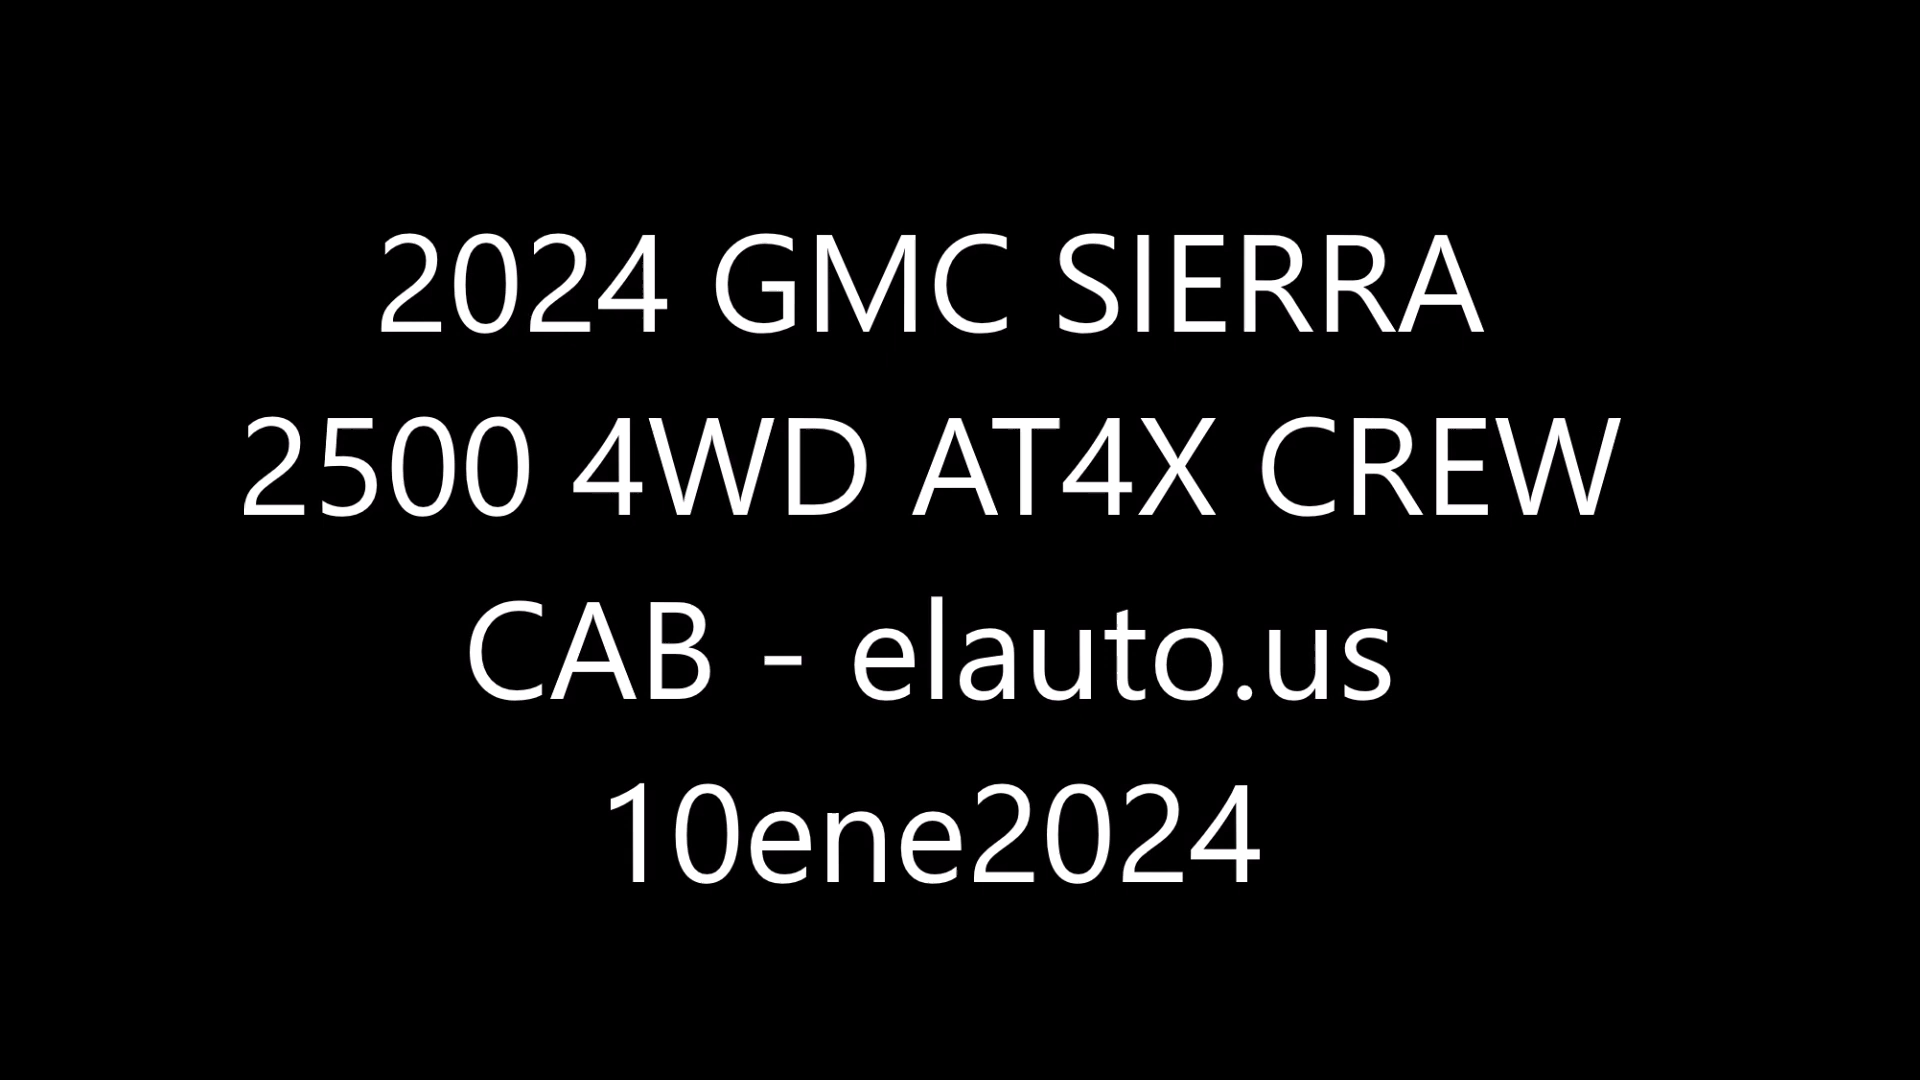 2024 GMC SIERRA
2500 4WD AT4X CREW
CAB - elauto.us
10ene2024